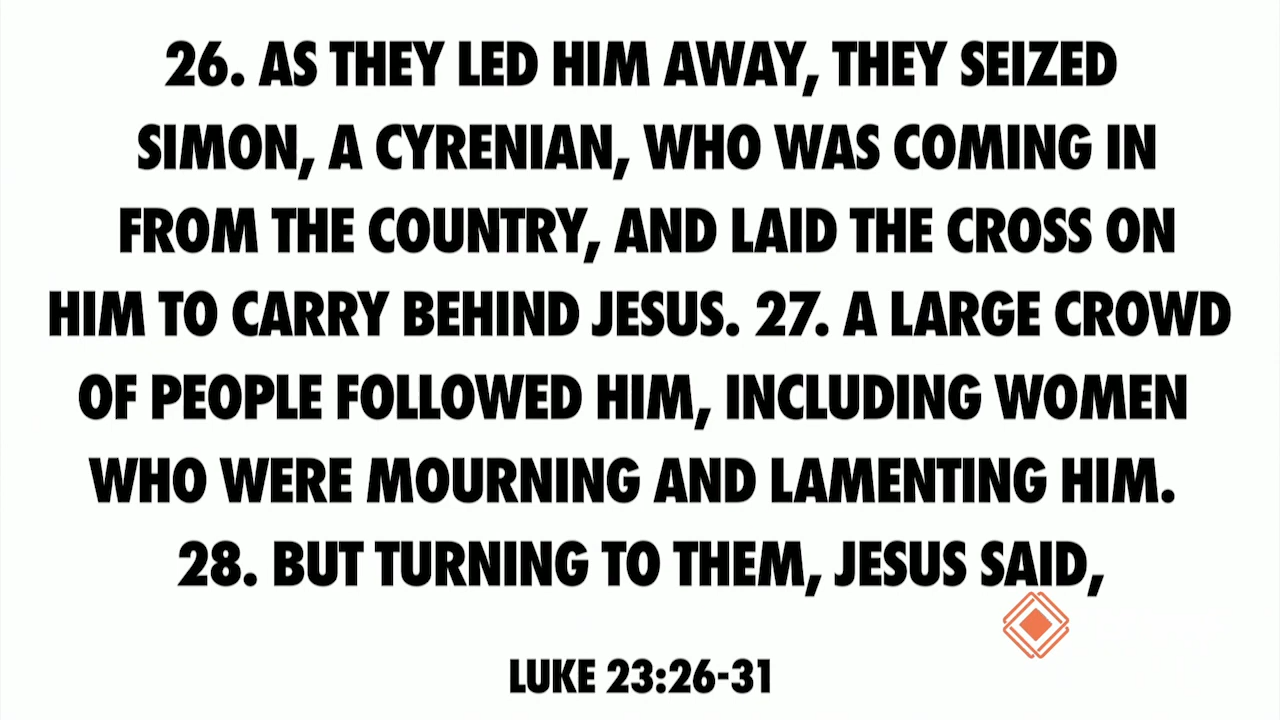 26. AS THEY LED HIM AWAY, THEY SEIZED
SIMON, A CYRENIAN, WHO WAS COMING IN
FROM THE COUNTRY, AND LAID THE CROSS ON
HIM TO CARRY BEHIND JESUS. 27. A LARGE CROWD
OF PEOPLE FOLLOWED HIM, INCLUDING WOMEN
WHO WERE MOURNING AND LAMENTING HIM.
28. BUT TURNING TO THEM, JESUS SAID,
LUKE 23:26-31